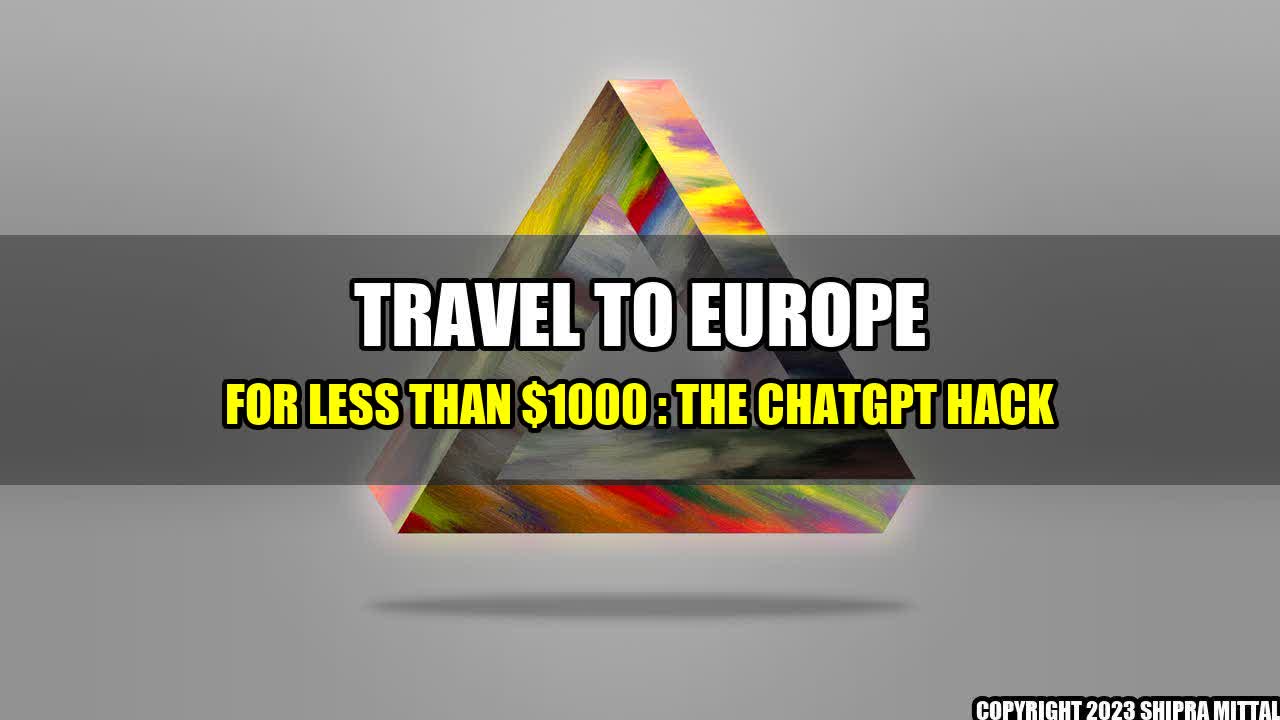 TRAVEL TO EUROPE
FOR LESS THAN $1000 : THE CHATGPT HACK
COPYRIGHT 2023 SHIPRA MITTAL